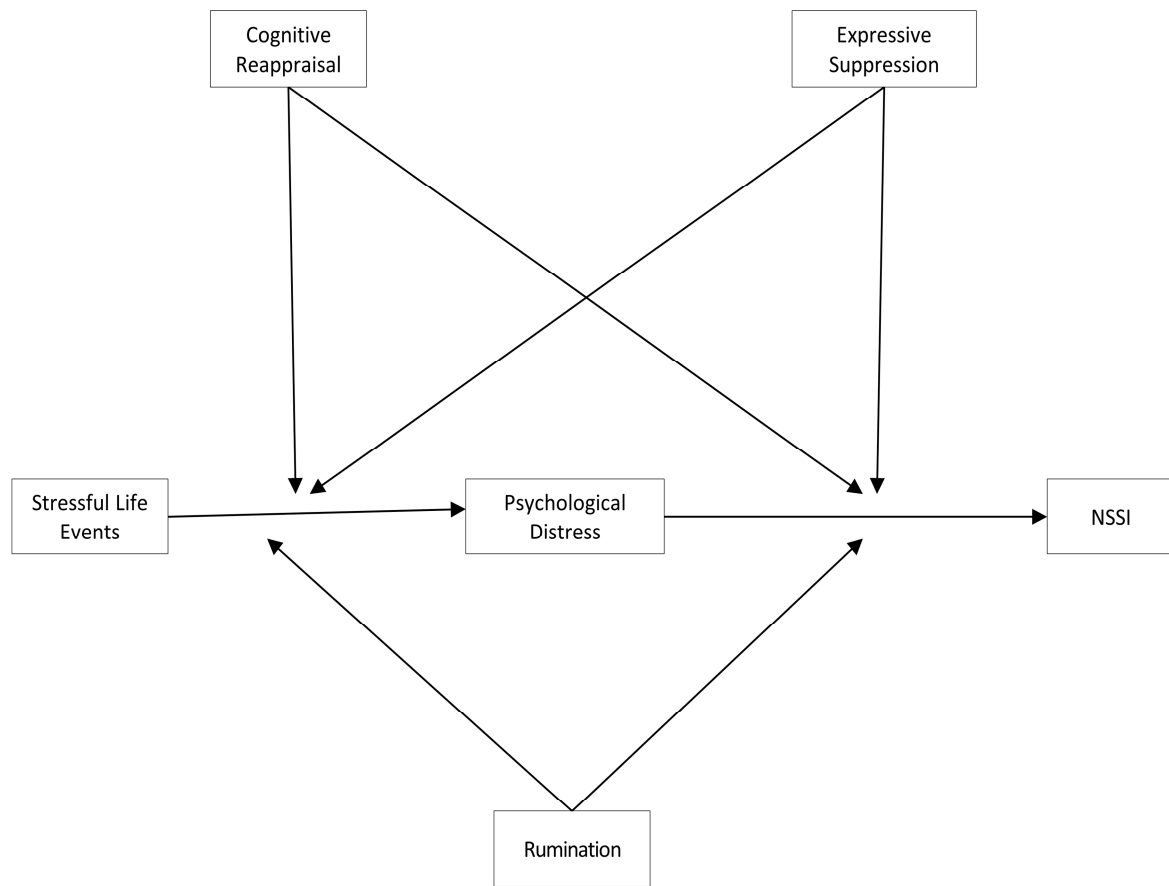 Cognitive
Reappraisal
Expressive
Suppression
Stressful Life
Events
Psychological
Distress
NSSI
Rumination